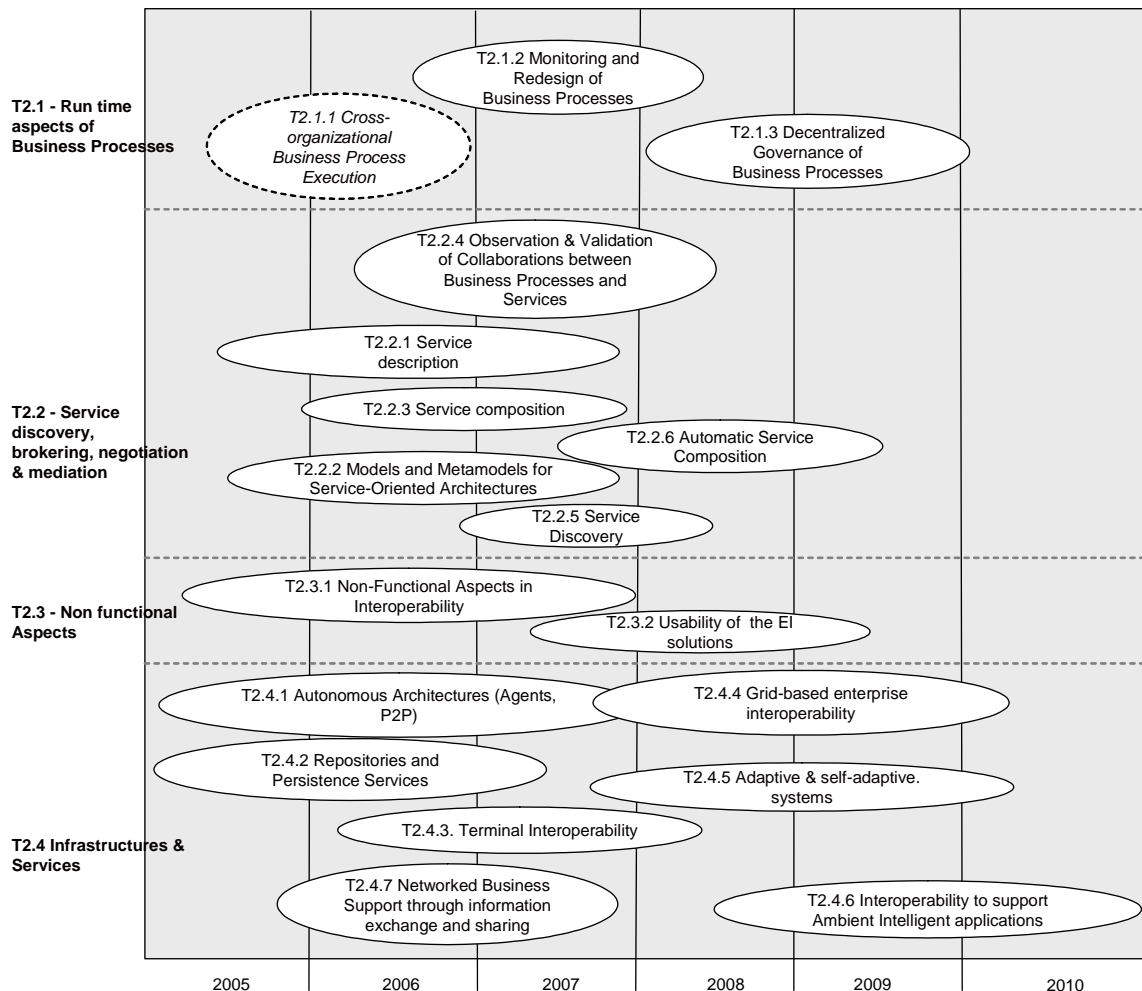 T2.1 - Run time
aspects of
Business Processes
T2.1.2 Monitoring and
Redesign of
Business Processes
T2.1.1 Cross-
organizational
Business Process
Execution
T2.1.3 Decentralized
Governance of
Business Processes
T2.2 - Service
discovery,
brokering, negotiation
& mediation
T2.2.4 Observation & Validation
of Collaborations between
Business Processes and
Services
T2.2.1 Service
description
T2.2.3 Service composition
T2.2.6 Automatic Service
Composition
T2.2.2 Models and Metamodels for
Service-Oriented Architectures
T2.2.5 Service
Discovery
T2.3 - Non functional
Aspects
T2.3.1 Non-Functional Aspects in
Interoperability
T2.3.2 Usability of the EI
solutions
T2.4 Infrastructures &
Services
T2.4.1 Autonomous Architectures (Agents,
P2P)
T2.4.4 Grid-based enterprise
interoperability
T2.4.2 Repositories and
Persistence Services
T2.4.5 Adaptive & self-adaptive.
systems
T2.4.3. Terminal Interoperability
T2.4.7 Networked Business
Support through information
exchange and sharing
T2.4.6 Interoperability to support
Ambient Intelligent applications
2005 2006 2007 2008 2009 2010